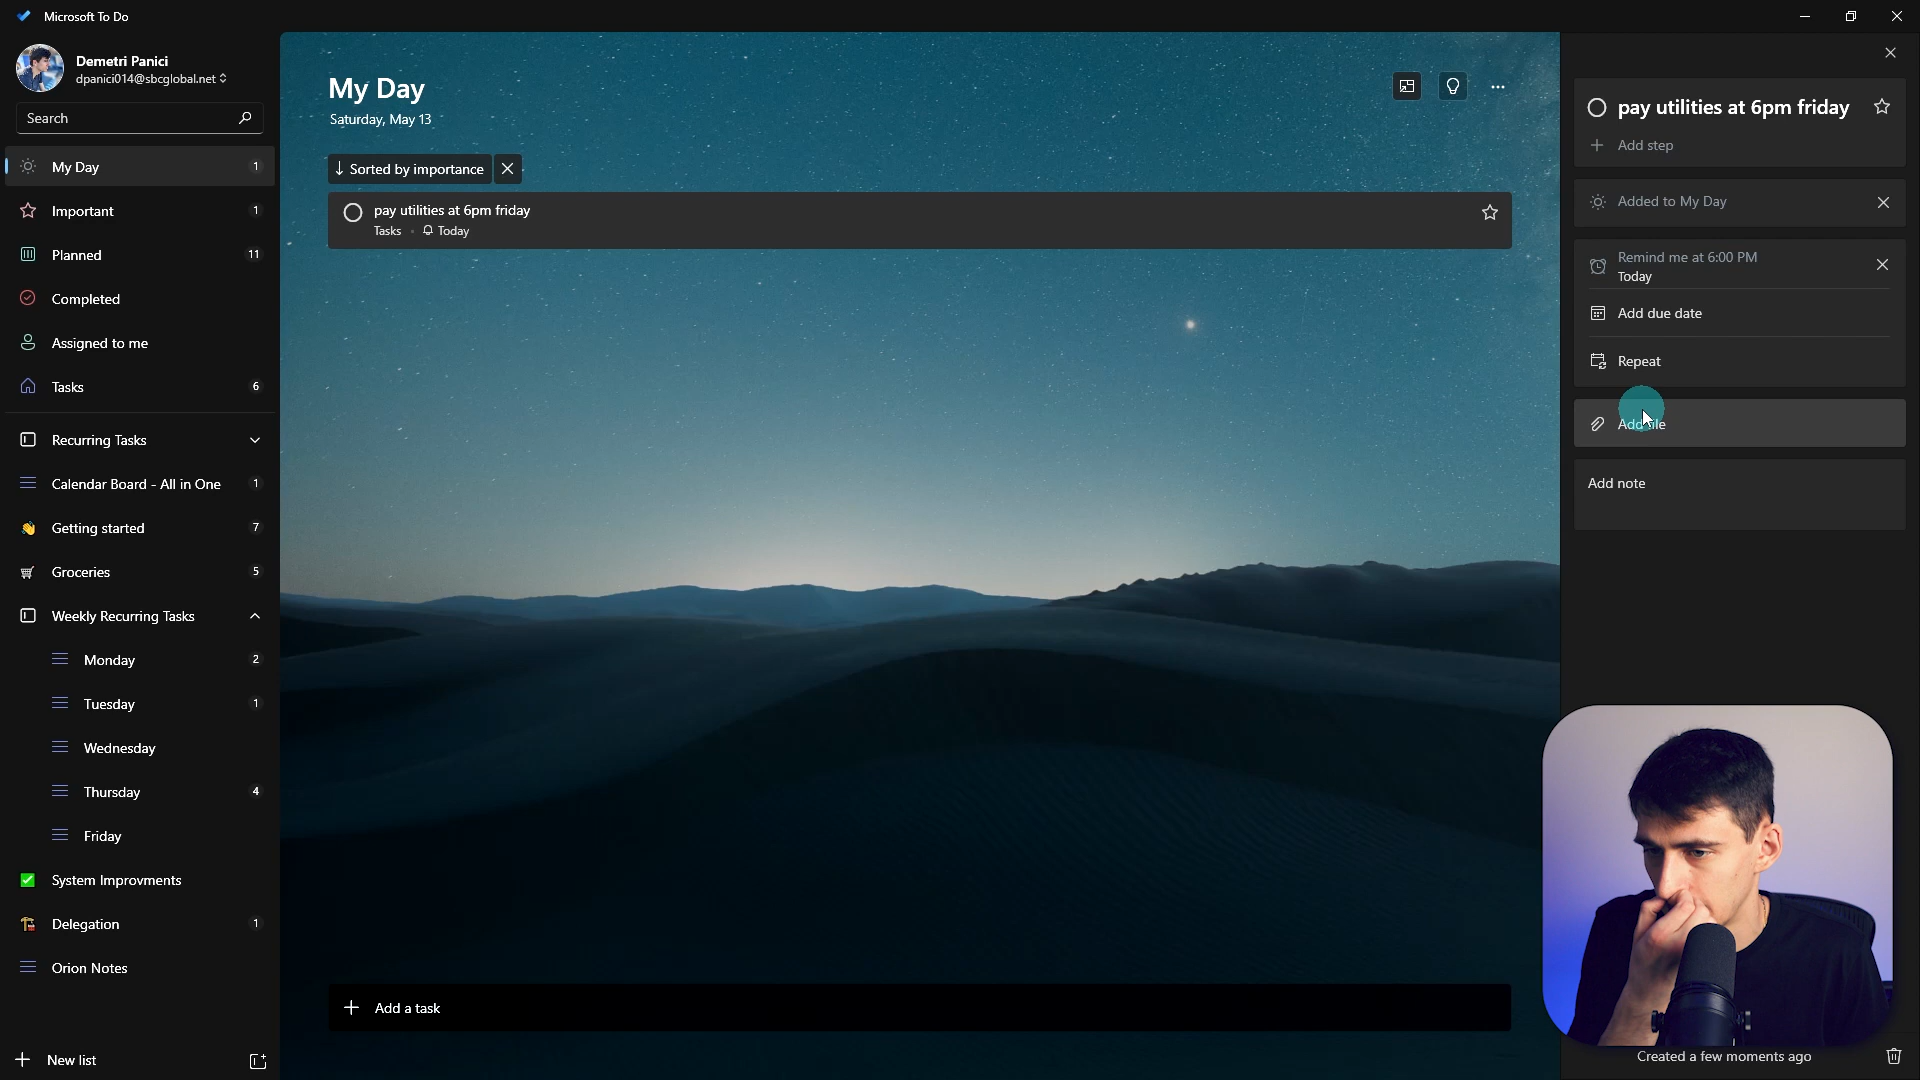 Microsoft To Do
Demetri Panici
dpanici014@sbcglobal.net
Search
My Day 1
Important 1
Planned 11
Completed
Assigned to me
Tasks 6
Recurring Tasks
Calendar Board - All in One 1
Getting started 7
Groceries 5
Weekly Recurring Tasks
Monday 2
Tuesday 1
Wednesday
Thursday 4
Friday
System Improvments
Delegation 1
Orion Notes
New list
My Day
Saturday, May 13
Sorted by importance
pay utilities at 6pm friday
Tasks • Today
Add a task
pay utilities at 6pm friday
Add step
Added to My Day
Remind me at 6:00 PM
Today
Add due date
Repeat
Add file
Add note
Created a few moments ago